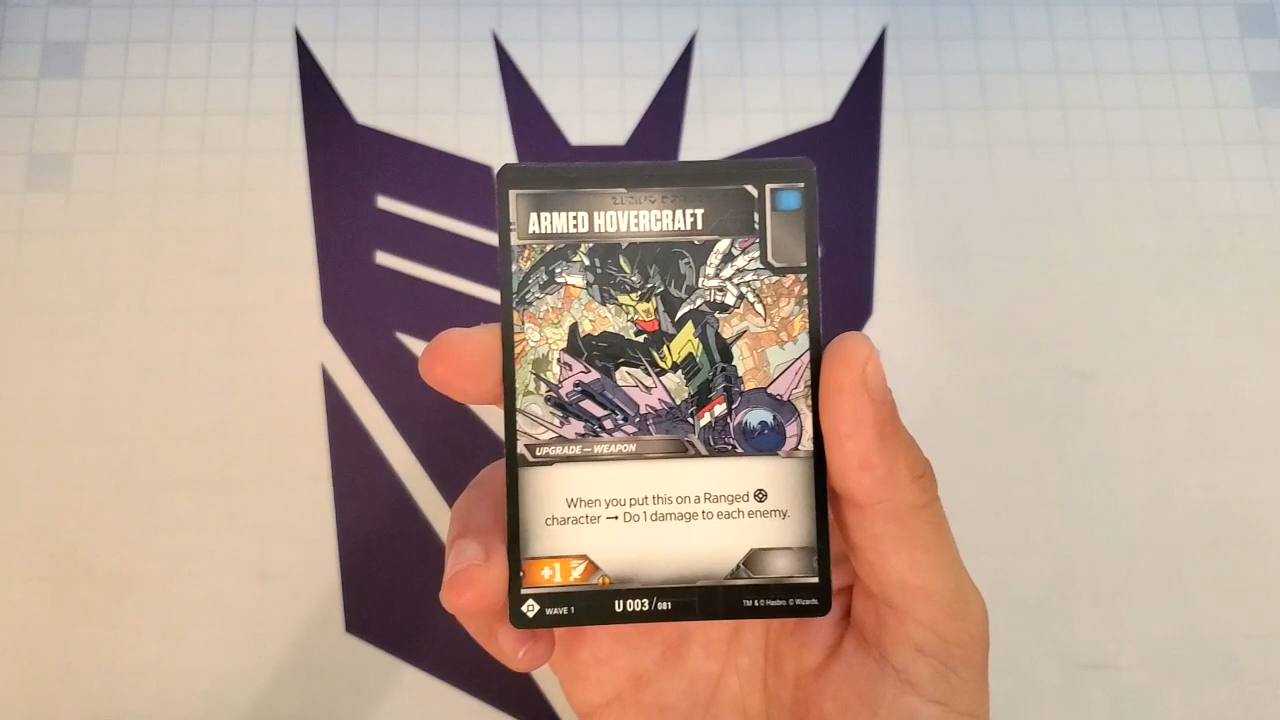 ARMED HOVERCRAFT
UPGRADE — WEAPON
When you put this on a Ranged
character → Do 1 damage to each enemy.
+1
WAVE 1 U 003/081 TM & © Hasbro. © Wizards.